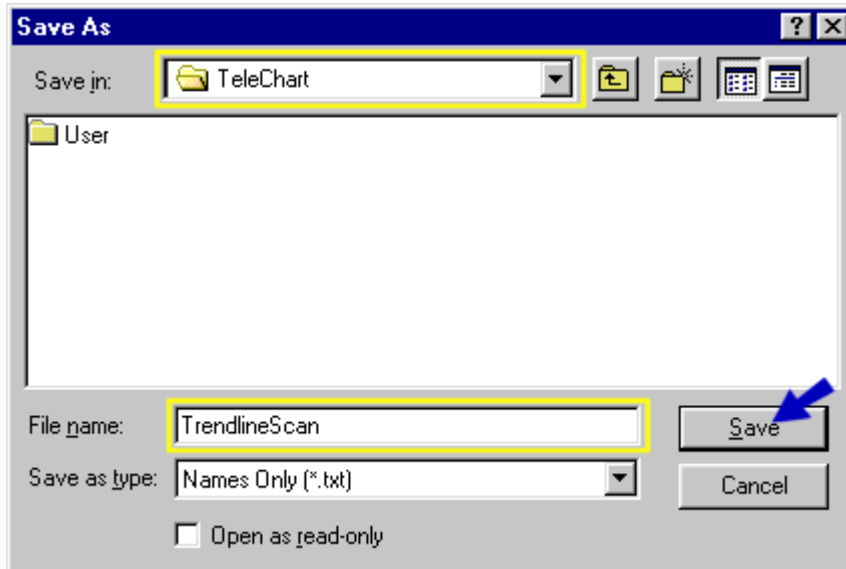 Save As
Save in: TeleChart
User
File name: TrendlineScan
Save
Save as type: Names Only (*.txt)
Cancel
Open as read-only